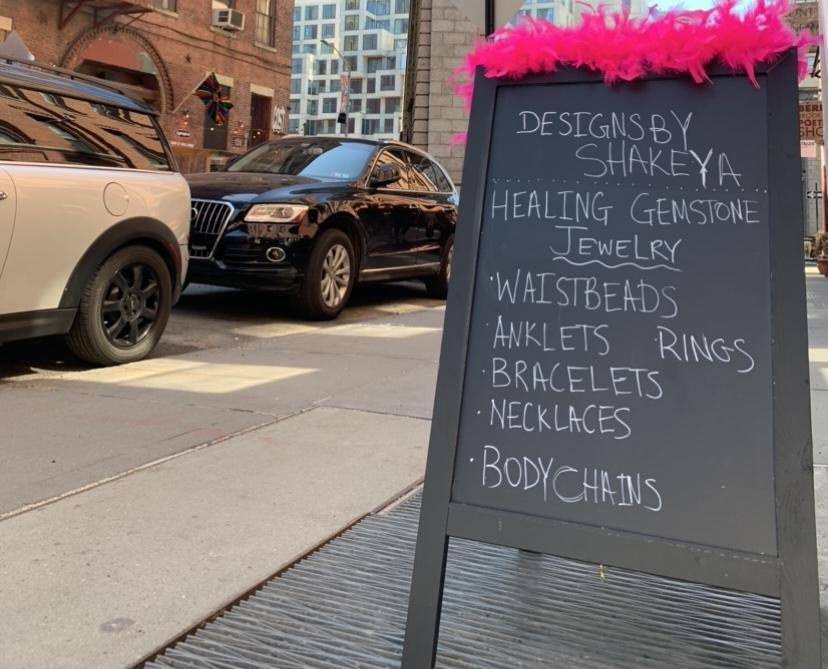 DESIGNS BY
SHAKEYA
HEALING GEMSTONE
JEWELRY
·WAISTBEADS
·ANKLETS ·RINGS
·BRACELETS
·NECKLACES
·BODYCHAINS